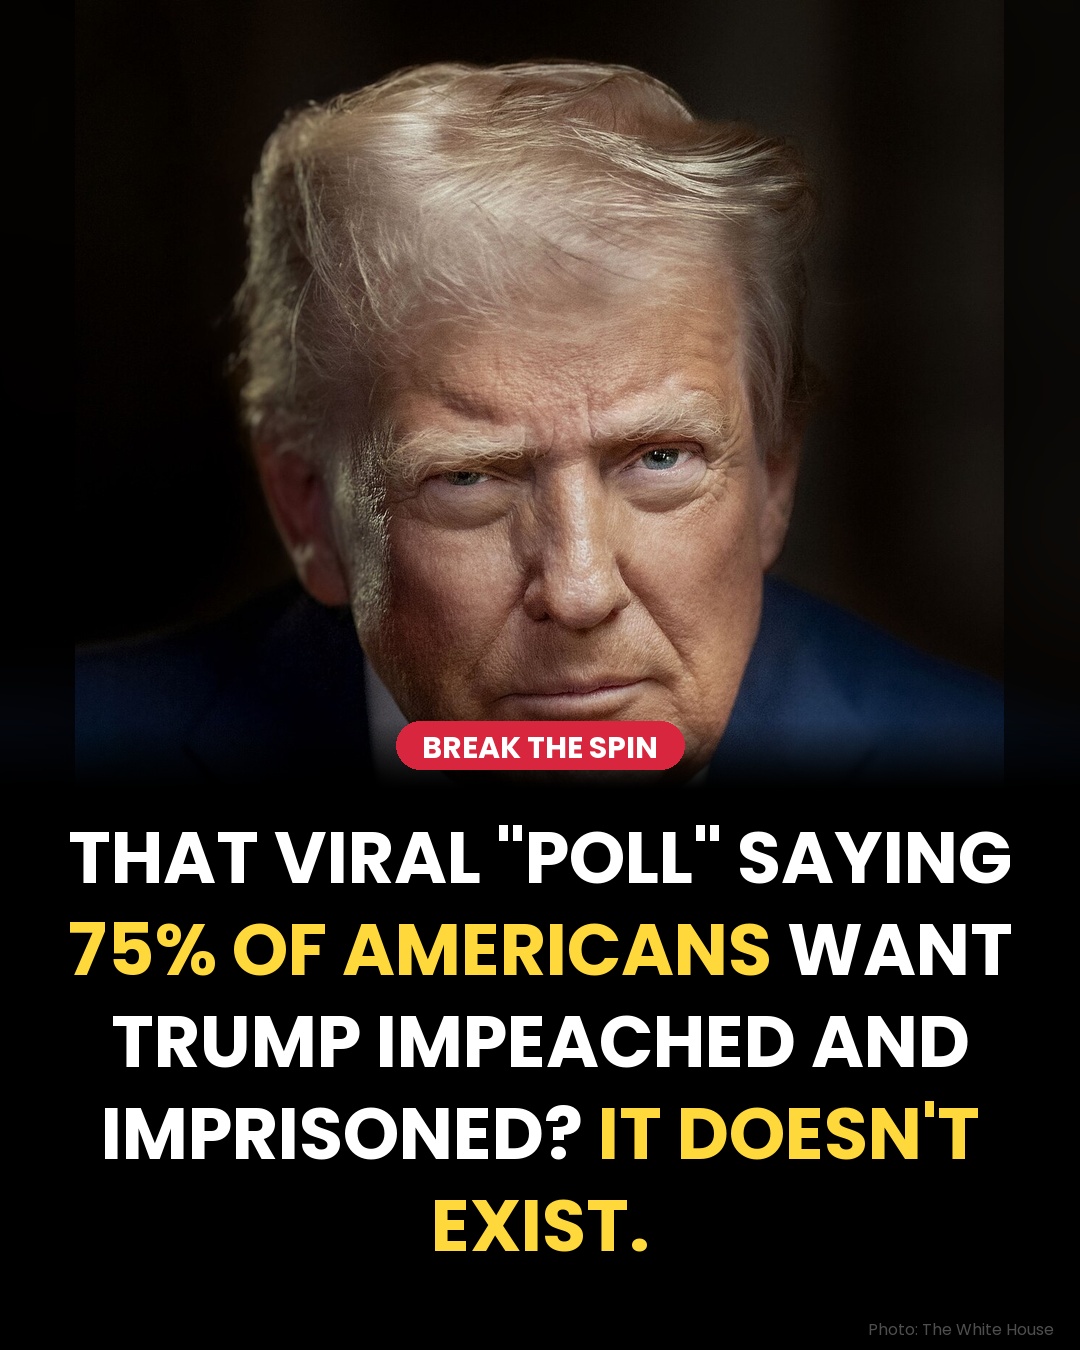 BREAK THE SPIN
THAT VIRAL "POLL" SAYING
75% OF AMERICANS WANT
TRUMP IMPEACHED AND
IMPRISONED? IT DOESN'T
EXIST.
Photo: The White House